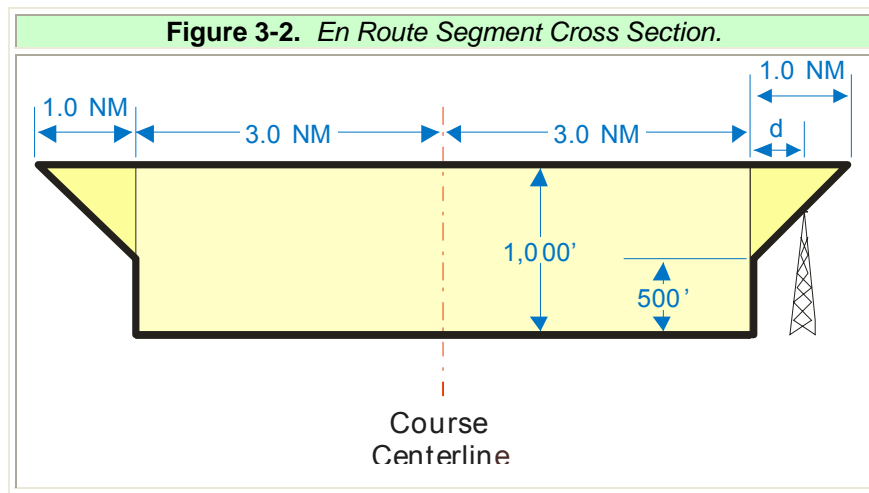 Figure 3-2. En Route Segment Cross Section.
1.0 NM
1.0 NM
3.0 NM
3.0 NM
d
1,000’
500’
Course
Centerline